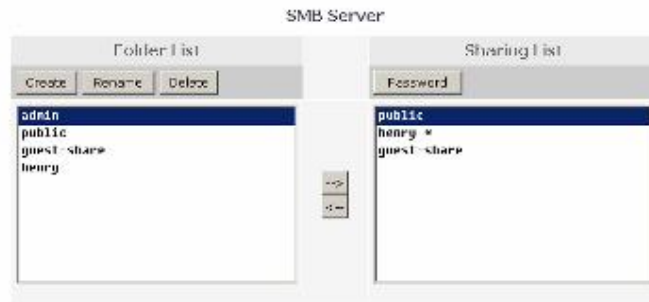 SMB Server
Folder List
Sharing List
Create Rename Delete
Password
admin
public
guest-share
henry
public
henry *
guest-share
-->
<--